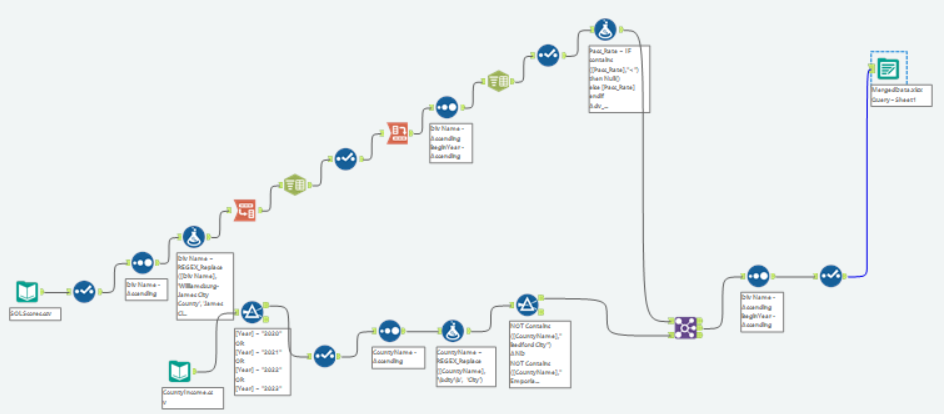 SOLScores.csv
Div Name -
Ascending
Div Name =
REGEX_Replace
([Div Name],
'Williamsburg-
James City
County', 'James
Ci...
Div Name -
Ascending
BeginYear -
Ascending
Pass_Rate = IF
contains
([Pass_Rate],"<")
then Null()
else [Pass_Rate]
endif
Adv_...
CountyIncome.cs
v
[Year] = "2020"
OR
[Year] = "2021"
OR
[Year] = "2022"
OR
[Year] = "2023"
CountyName -
Ascending
CountyName =
REGEX_Replace
([CountyName],
'City')
NOT Contains
([CountyName],"
Bedford City")
AND
NOT Contains
([CountyName],"
Emporia...
Div Name -
Ascending
BeginYear -
Ascending
MergedData.xlsx
Query=Sheet1